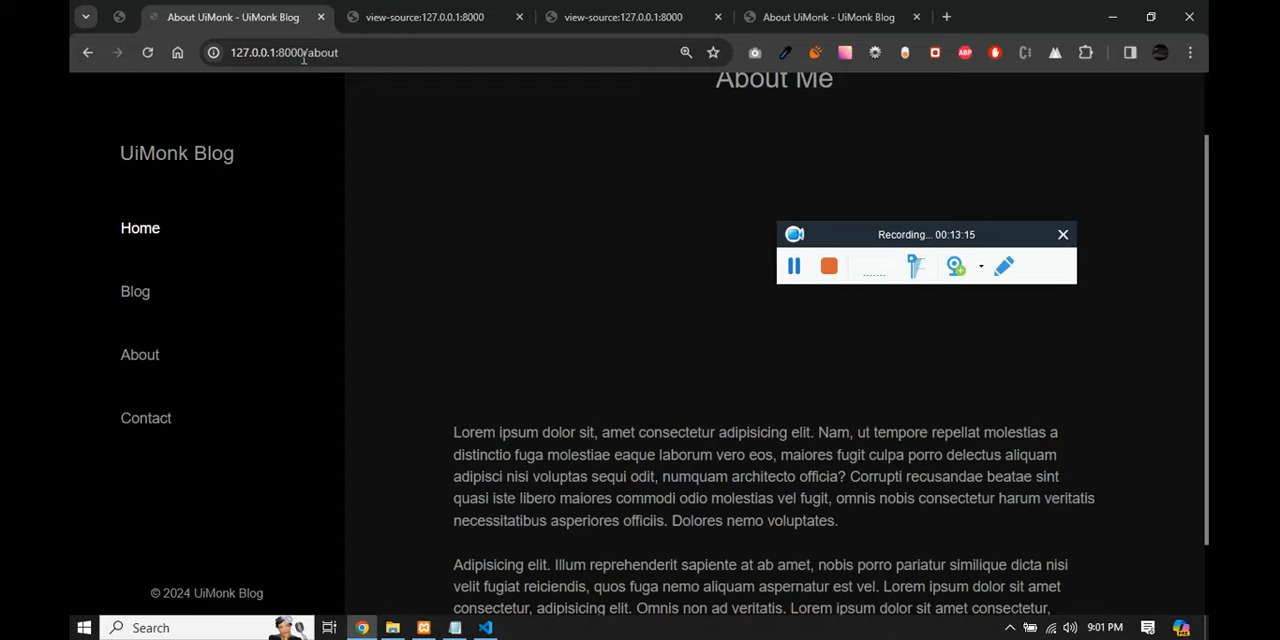 About UiMonk - UiMonk Blog
view-source:127.0.0.1:8000
view-source:127.0.0.1:8000
About UiMonk - UiMonk Blog
127.0.0.1:8000/about
ABP
About Me
UiMonk Blog
Home
Blog
About
Contact
© 2024 UiMonk Blog
Recording... 00:13:15
Lorem ipsum dolor sit, amet consectetur adipisicing elit. Nam, ut tempore repellat molestias a
distinctio fuga molestiae eaque laborum vero eos, maiores fugit culpa porro delectus aliquam
adipisci nisi voluptas sequi odit, numquam architecto officia? Corrupti recusandae beatae sint
quasi iste libero maiores commodi odio molestias vel fugit, omnis nobis consectetur harum veritatis
necessitatibus asperiores officiis. Dolores nemo voluptates.
Adipisicing elit. Illum reprehenderit sapiente at ab amet, nobis porro pariatur similique dicta nisi
velit fugiat reiciendis, quos fuga nemo aliquam aspernatur est vel. Lorem ipsum dolor sit amet
consectetur, adipisicing elit. Omnis non ad veritatis. Lorem ipsum dolor sit amet,
Search
9:01 PM